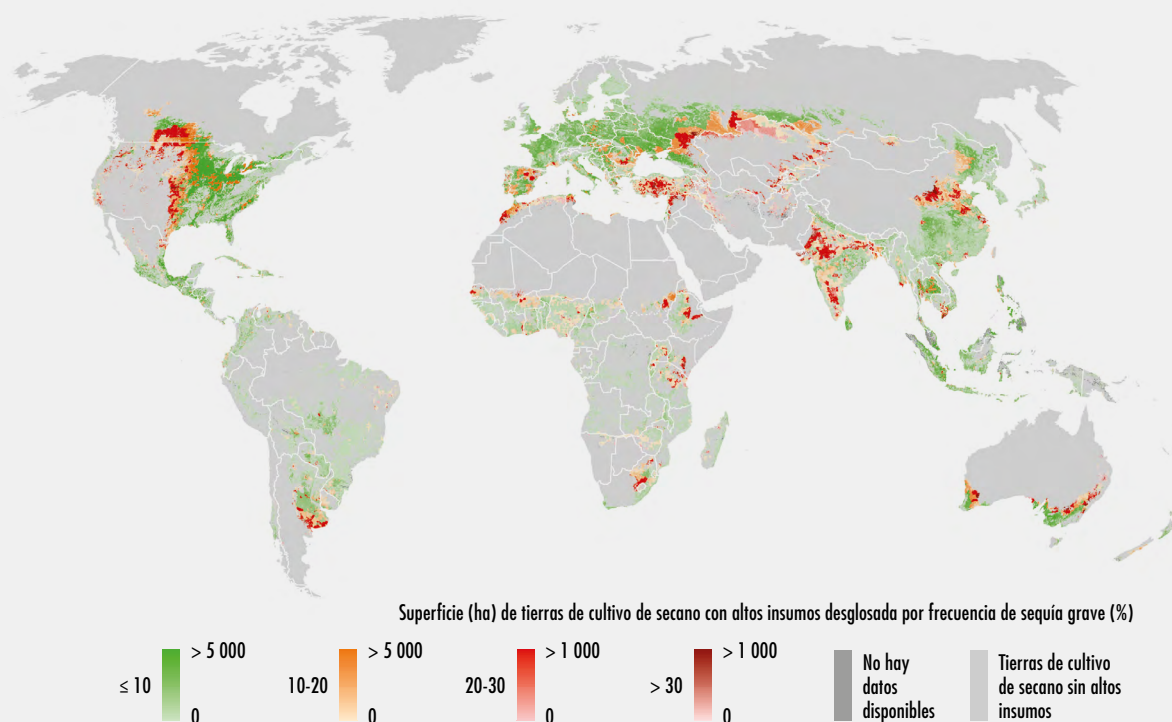 Superficie (ha) de tierras de cultivo de secano con altos insumos desglosada por frecuencia de sequía grave (%)
≤ 10
> 5 000
0
10-20
> 5 000
0
20-30
> 1 000
0
> 30
> 1 000
0
No hay
datos
disponibles
Tierras de cultivo
de secano sin altos
insumos